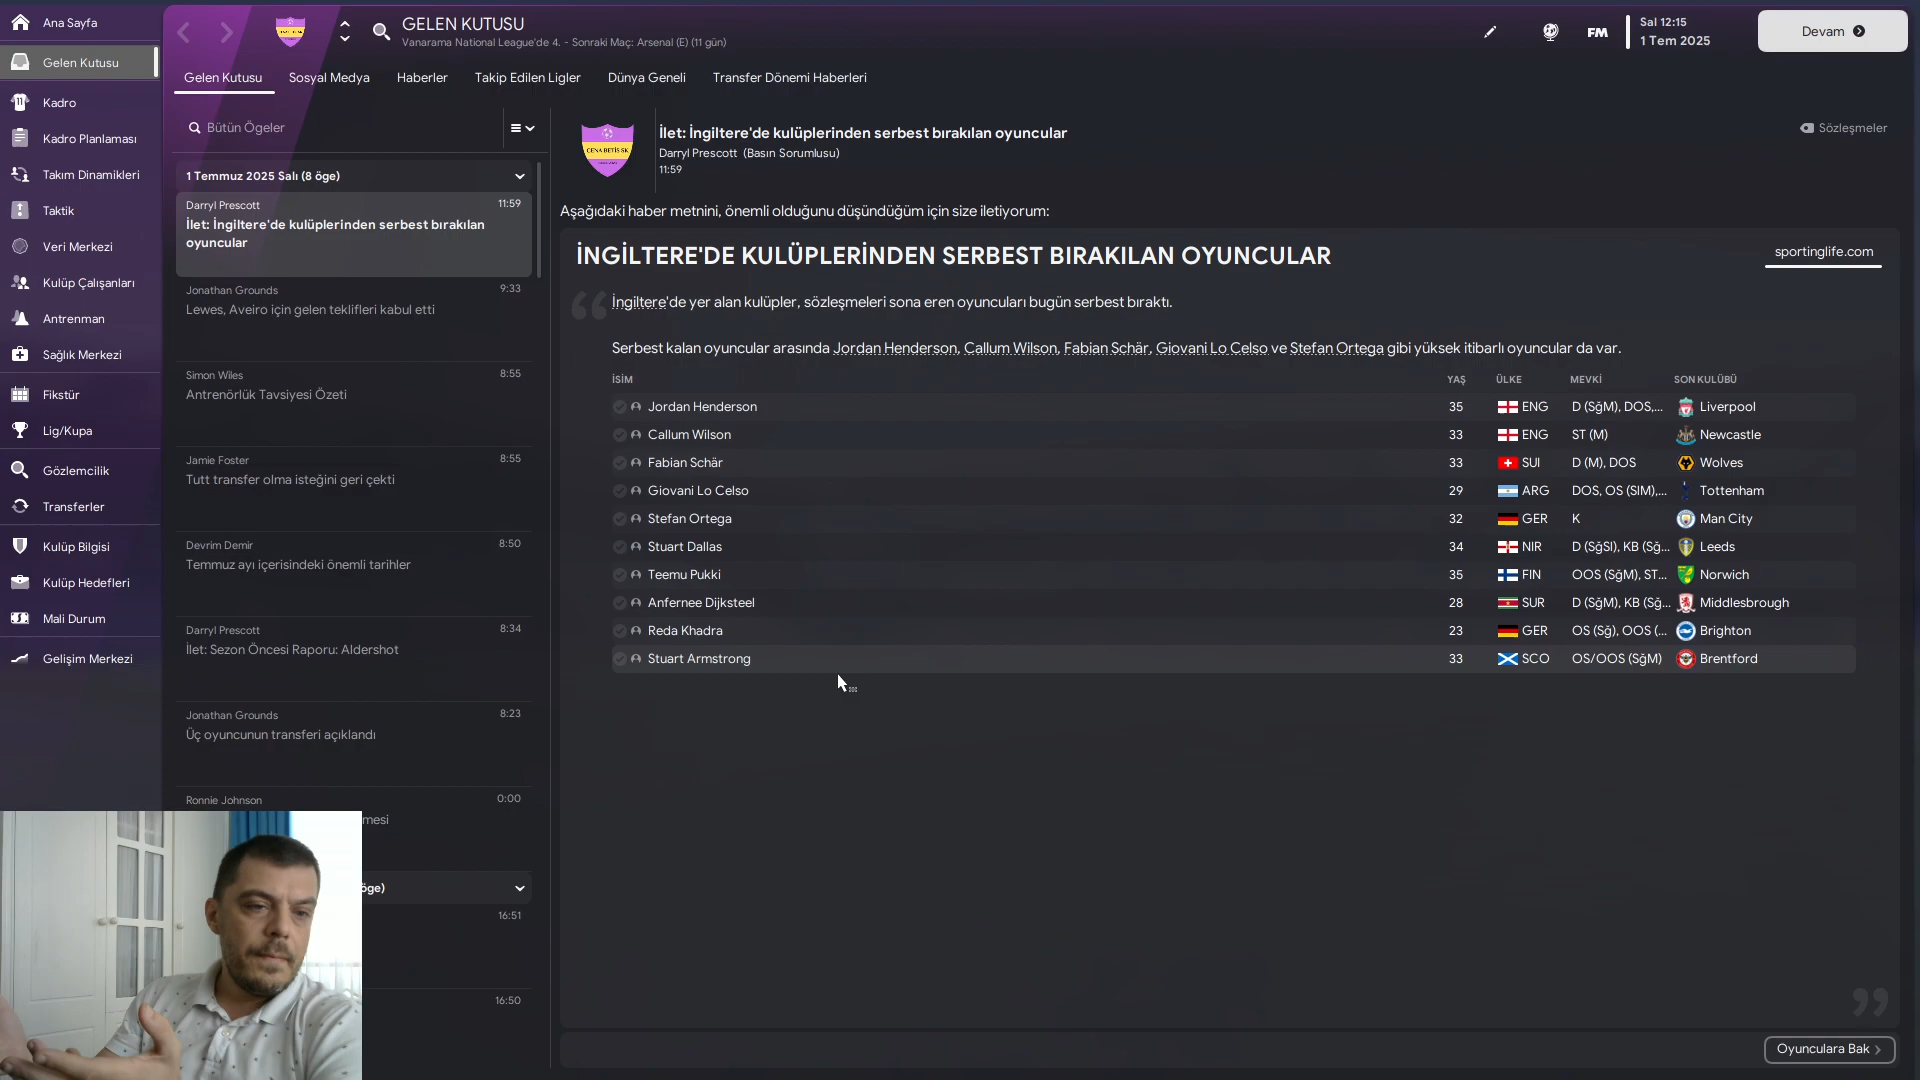 Ana Sayfa
Gelen Kutusu
Kadro
Kadro Planlaması
Takım Dinamikleri
Taktik
Veri Merkezi
Kulüp Çalışanları
Antrenman
Sağlık Merkezi
Fikstür
Lig/Kupa
Gözlemcilik
Transferler
Kulüp Bilgisi
Kulüp Hedefleri
Mali Durum
Gelişim Merkezi
GELEN KUTUSU
Vanarama National League'de 4. - Sonraki Maç: Arsenal (E) (11 gün)
FM
Sal 12:15
1 Tem 2025
Devam
Gelen Kutusu Sosyal Medya Haberler Takip Edilen Ligler Dünya Geneli Transfer Dönemi Haberleri
Bütün Ögeler
1 Temmuz 2025 Salı (8 öge)
Darryl Prescott 11:59
İlet: İngiltere'de kulüplerinden serbest bırakılan
oyuncular
Jonathan Grounds 9:33
Lewes, Aveiro için gelen teklifleri kabul etti
Simon Wiles 8:55
Antrenörlük Tavsiyesi Özeti
Jamie Foster 8:55
Tutt transfer olma isteğini geri çekti
Devrim Demir 8:50
Temmuz ayı içerisindeki önemli tarihler
Darryl Prescott 8:34
İlet: Sezon Öncesi Raporu: Aldershot
Jonathan Grounds 8:23
Üç oyuncunun transferi açıklandı
Ronnie Johnson 0:00
mesi
öge)
16:51
16:50
CENA BETİS SK
İlet: İngiltere'de kulüplerinden serbest bırakılan oyuncular
Darryl Prescott (Basın Sorumlusu)
11:59
Sözleşmeler
Aşağıdaki haber metnini, önemli olduğunu düşündüğüm için size iletiyorum:
İNGİLTERE'DE KULÜPLERİNDEN SERBEST BIRAKILAN OYUNCULAR
sportinglife.com
İngiltere'de yer alan kulüpler, sözleşmeleri sona eren oyuncuları bugün serbest bıraktı.
Serbest kalan oyuncular arasında Jordan Henderson, Callum Wilson, Fabian Schär, Giovani Lo Celso ve Stefan Ortega gibi yüksek itibarlı oyuncular da var.
İSİM YAŞ ÜLKE MEVKİ SON KULÜBÜ
Jordan Henderson 35 ENG D (SğM), DOS,... Liverpool
Callum Wilson 33 ENG ST (M) Newcastle
Fabian Schär 33 SUI D (M), DOS Wolves
Giovani Lo Celso 29 ARG DOS, OS (SIM),... Tottenham
Stefan Ortega 32 GER K Man City
Stuart Dallas 34 NIR D (SğSl), KB (Sğ... Leeds
Teemu Pukki 35 FIN OOS (SğM), ST... Norwich
Anfernee Dijksteel 28 SUR D (SğM), KB (Sğ... Middlesbrough
Reda Khadra 23 GER OS (Sğ), OOS (... Brighton
Stuart Armstrong 33 SCO OS/OOS (SğM) Brentford
Oyunculara Bak